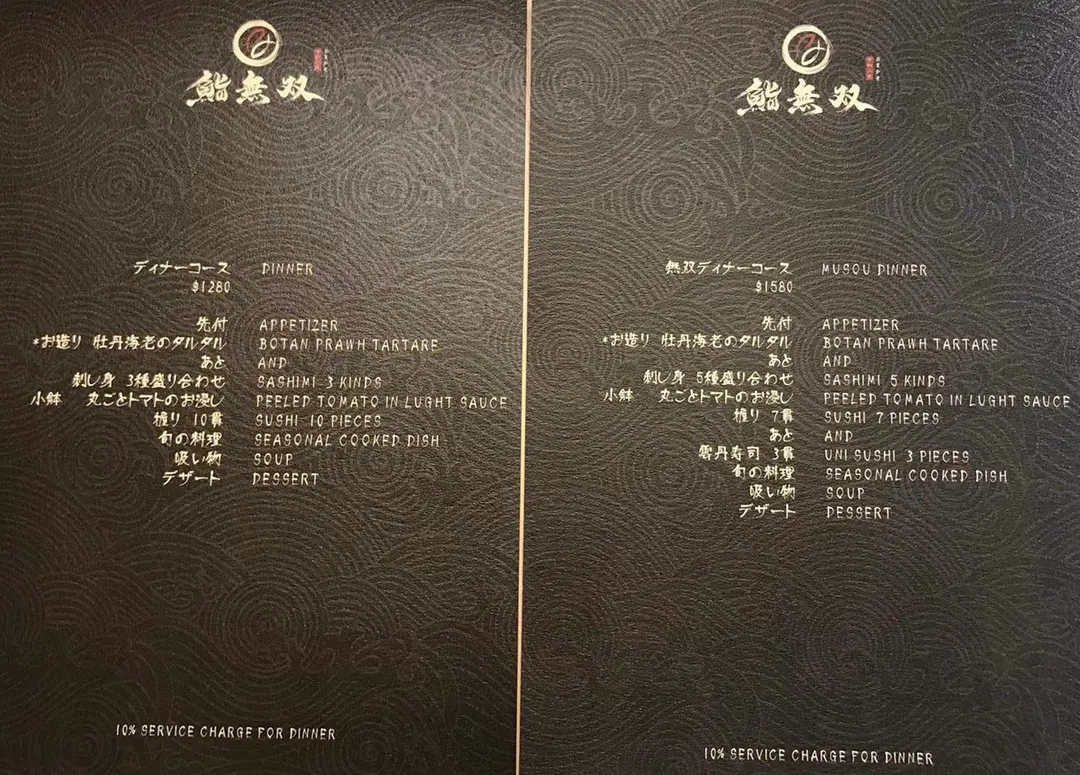 鮨無双
ディナーコース DINNER
$1280
先付 APPETIZER
*お造り 牡丹海老のタルタル BOTAN PRAWH TARTARE
あと AND
刺し身 3種盛り合わせ SASHIMI 3 KINDS
小鉢 丸ごとトマトのお浸し PEELED TOMATO IN LUGHT SAUCE
握り 10貫 SUSHI 10 PIECES
旬の料理 SEASONAL COOKED DISH
吸い物 SOUP
デザート DESSERT
10% SERVICE CHARGE FOR DINNER
鮨無双
無双ディナーコース MUSOU DINNER
$1580
先付 APPETIZER
*お造り 牡丹海老のタルタル BOTAN PRAWH TARTARE
あと AND
刺し身 5種盛り合わせ SASHIMI 5 KINDS
小鉢 丸ごとトマトのお浸し PEELED TOMATO IN LUGHT SAUCE
握り 7貫 SUSHI 7 PIECES
あと AND
雲丹寿司 3貫 UNI SUSHI 3 PIECES
旬の料理 SEASONAL COOKED DISH
吸い物 SOUP
デザート DESSERT
10% SERVICE CHARGE FOR DINNER